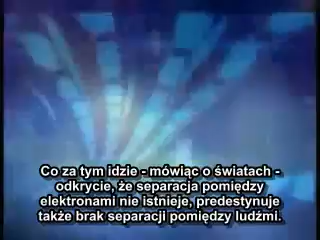 Co za tym idzie - mówiąc o światach -
odkrycie, że separacja pomiędzy
elektronami nie istnieje, predestynuje
także brak separacji pomiędzy ludźmi.